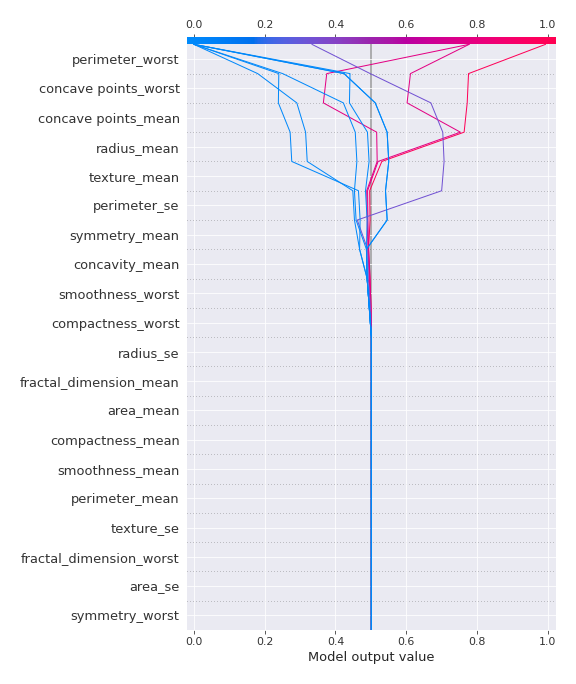 0.0 0.2 0.4 0.6 0.8 1.0
perimeter_worst
concave points_worst
concave points_mean
radius_mean
texture_mean
perimeter_se
symmetry_mean
concavity_mean
smoothness_worst
compactness_worst
radius_se
fractal_dimension_mean
area_mean
compactness_mean
smoothness_mean
perimeter_mean
texture_se
fractal_dimension_worst
area_se
symmetry_worst
0.0 0.2 0.4 0.6 0.8 1.0
Model output value